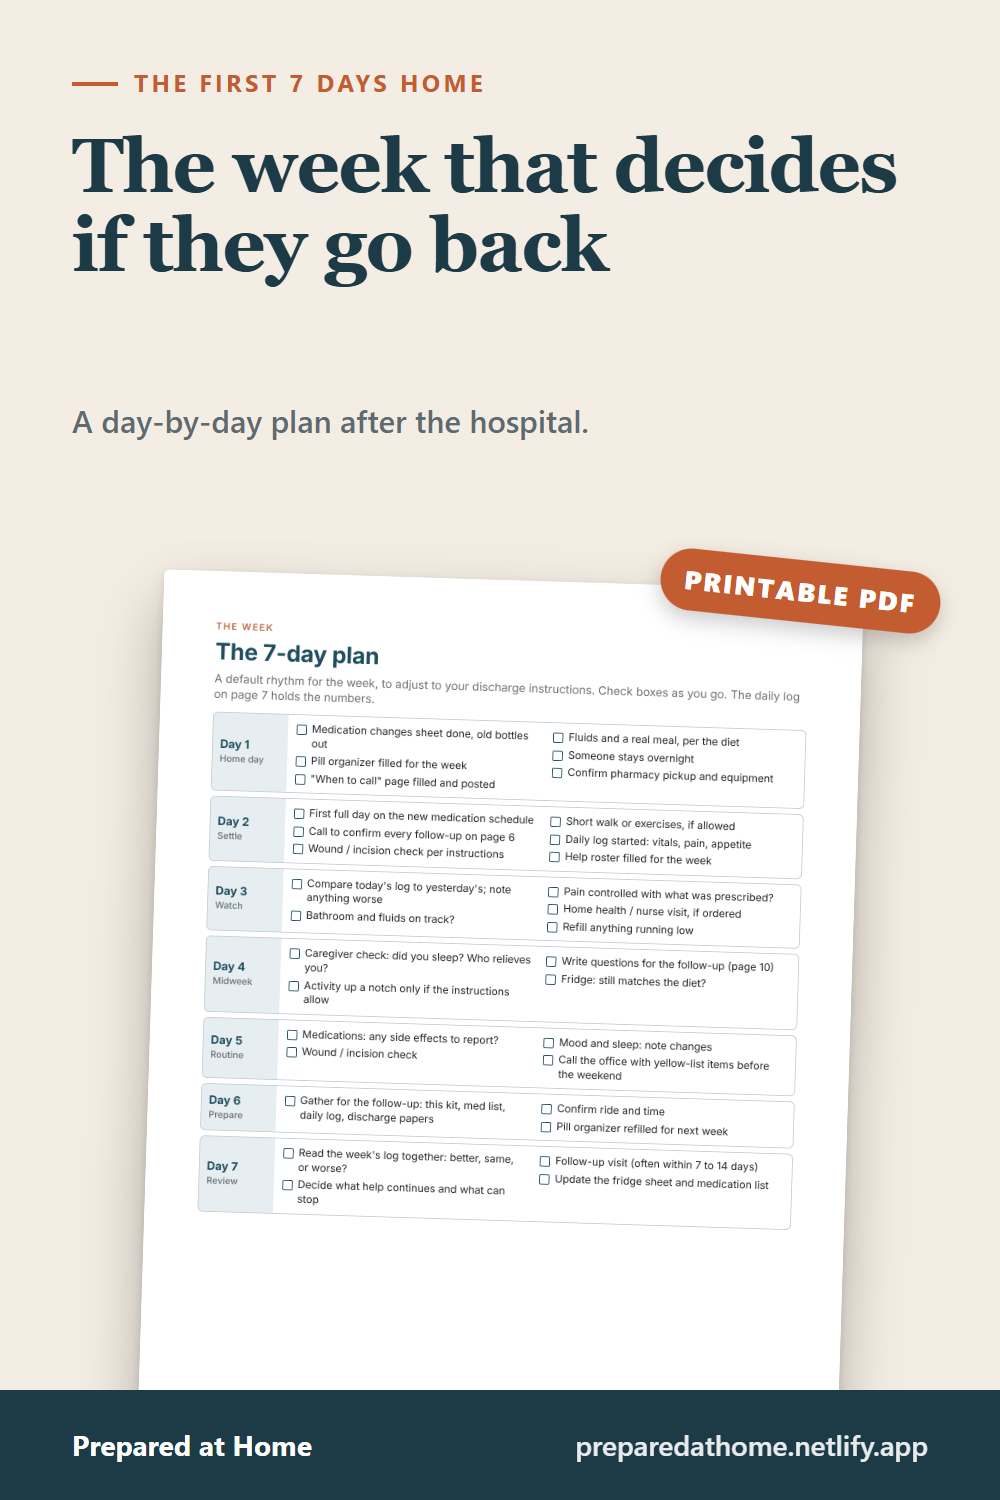 THE FIRST 7 DAYS HOME
The week that decides
if they go back
A day-by-day plan after the hospital.
PRINTABLE PDF
THE WEEK
The 7-day plan
A default rhythm for the week, to adjust to your discharge instructions. Check boxes as you go. The daily log
on page 7 holds the numbers.
Day 1
Home day
Medication changes sheet done, old bottles
out
Pill organizer filled for the week
"When to call" page filled and posted
Fluids and a real meal, per the diet
Someone stays overnight
Confirm pharmacy pickup and equipment
Day 2
Settle
First full day on the new medication schedule
Call to confirm every follow-up on page 6
Wound / incision check per instructions
Short walk or exercises, if allowed
Daily log started: vitals, pain, appetite
Help roster filled for the week
Day 3
Watch
Compare today's log to yesterday's; note
anything worse
Bathroom and fluids on track?
Pain controlled with what was prescribed?
Home health / nurse visit, if ordered
Refill anything running low
Day 4
Midweek
Caregiver check: did you sleep? Who relieves
you?
Activity up a notch only if the instructions
allow
Write questions for the follow-up (page 10)
Fridge: still matches the diet?
Day 5
Routine
Medications: any side effects to report?
Wound / incision check
Mood and sleep: note changes
Call the office with yellow-list items before
the weekend
Day 6
Prepare
Gather for the follow-up: this kit, med list,
daily log, discharge papers
Confirm ride and time
Pill organizer refilled for next week
Day 7
Review
Read the week's log together: better, same,
or worse?
Decide what help continues and what can
stop
Follow-up visit (often within 7 to 14 days)
Update the fridge sheet and medication list
Prepared at Home
preparedathome.netlify.app